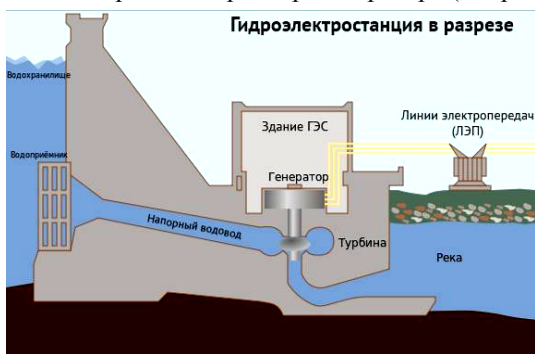 Гидроэлектростанция в разрезе
Водохранилище
Линии электропередач
(ЛЭП)
Здание ГЭС
Водоприёмник
Генератор
Напорный водовод
Турбина
Река